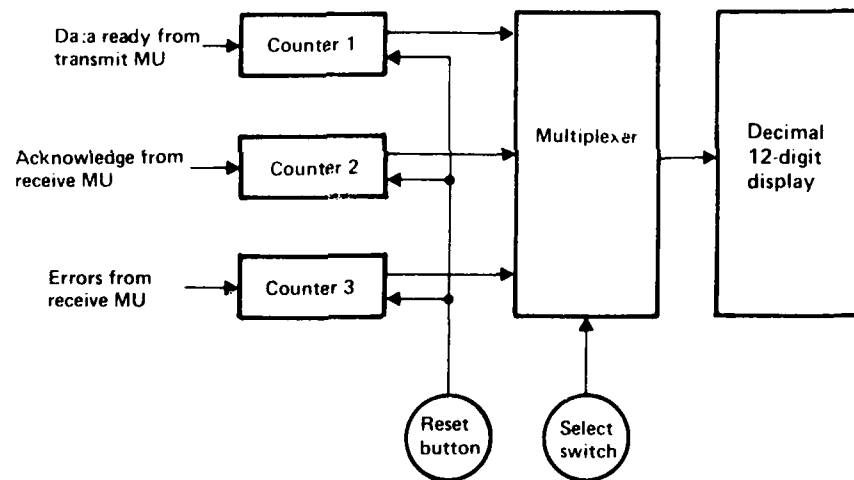 Da:a ready from
transmit MU
Counter 1
Acknowledge from
receive MU
Counter 2
Errors from
receive MU
Counter 3
Multiplexer
Decimal
12-digit
display
Reset
button
Select
switch